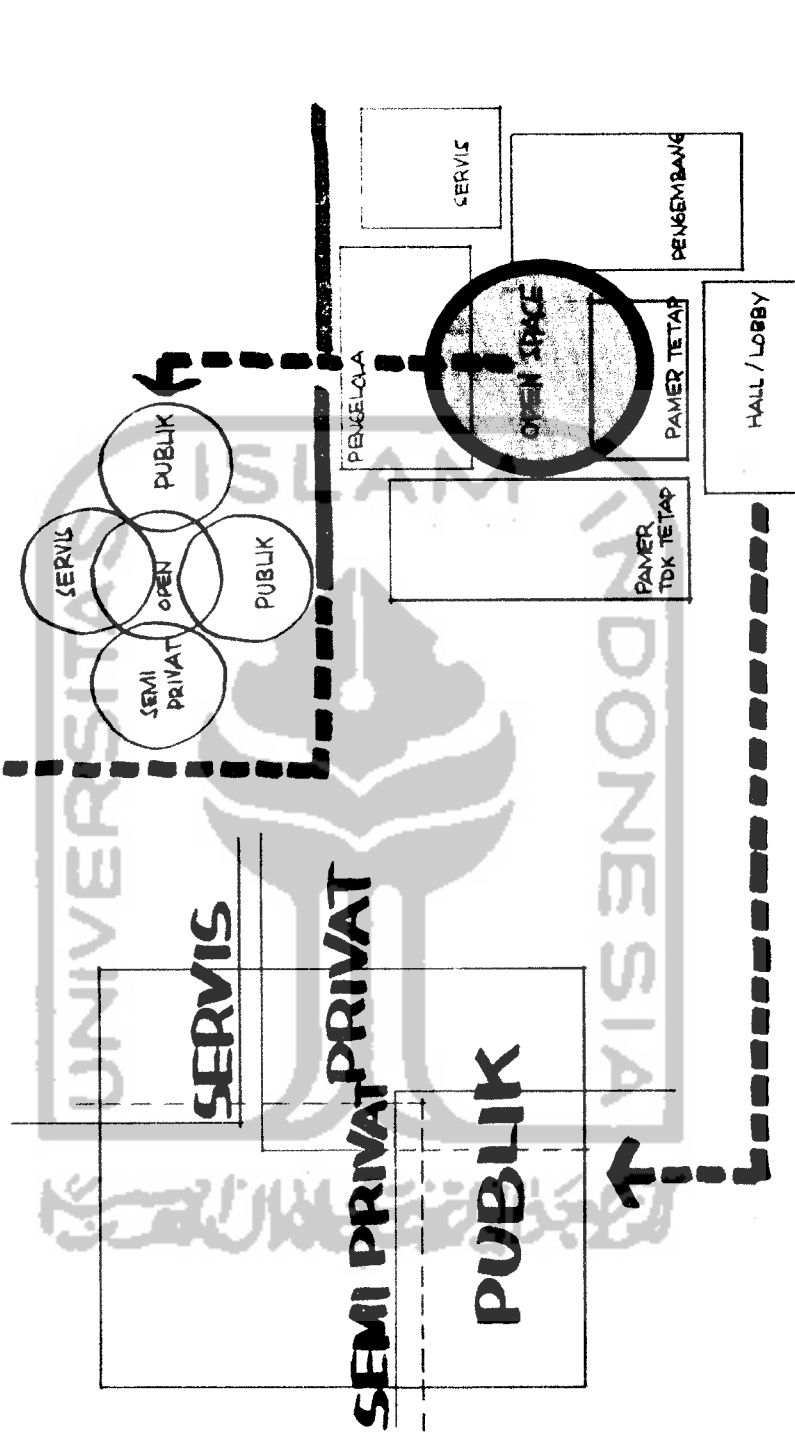 SERVIS
SEMI PRIVAT
PRIVAT
PUBLIK
SERVIS
SEMI
PRIVAT
OPEN
PUBLIK
PUBLIK
PENGELOLA
SERVIS
OPEN SPACE
PAMER
TDK TETAP
PAMER TETAP
PENGEMBANG
HALL / LOBBY
UNIVERSITAS ISLAM INDONESIA